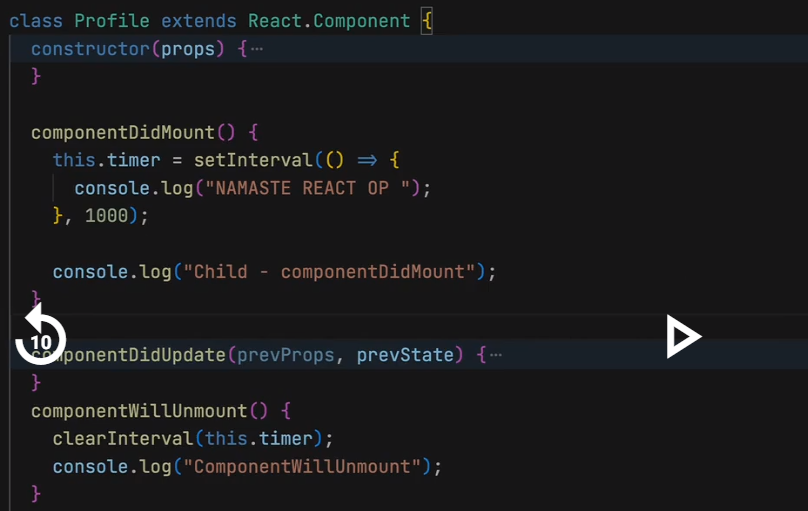 class Profile extends React.Component {
constructor(props) {⋯
}
componentDidMount() {
this.timer = setInterval(() => {
console.log("NAMASTE REACT OP ");
}, 1000);
console.log("Child - componentDidMount");
}
10
componentDidUpdate(prevProps, prevState) {⋯
}
componentWillUnmount() {
clearInterval(this.timer);
console.log("ComponentWillUnmount");
}